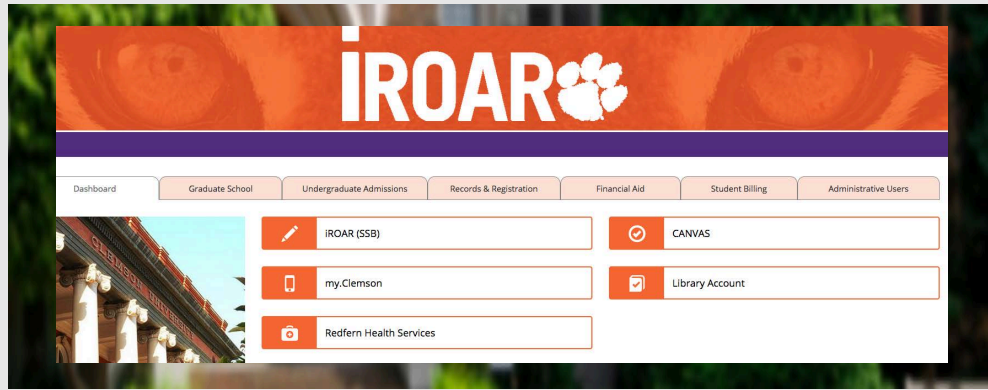 iROAR
Dashboard
Graduate School
Undergraduate Admissions
Records & Registration
Financial Aid
Student Billing
Administrative Users
iROAR (SSB)
CANVAS
my.Clemson
Library Account
Redfern Health Services
CLEMSON